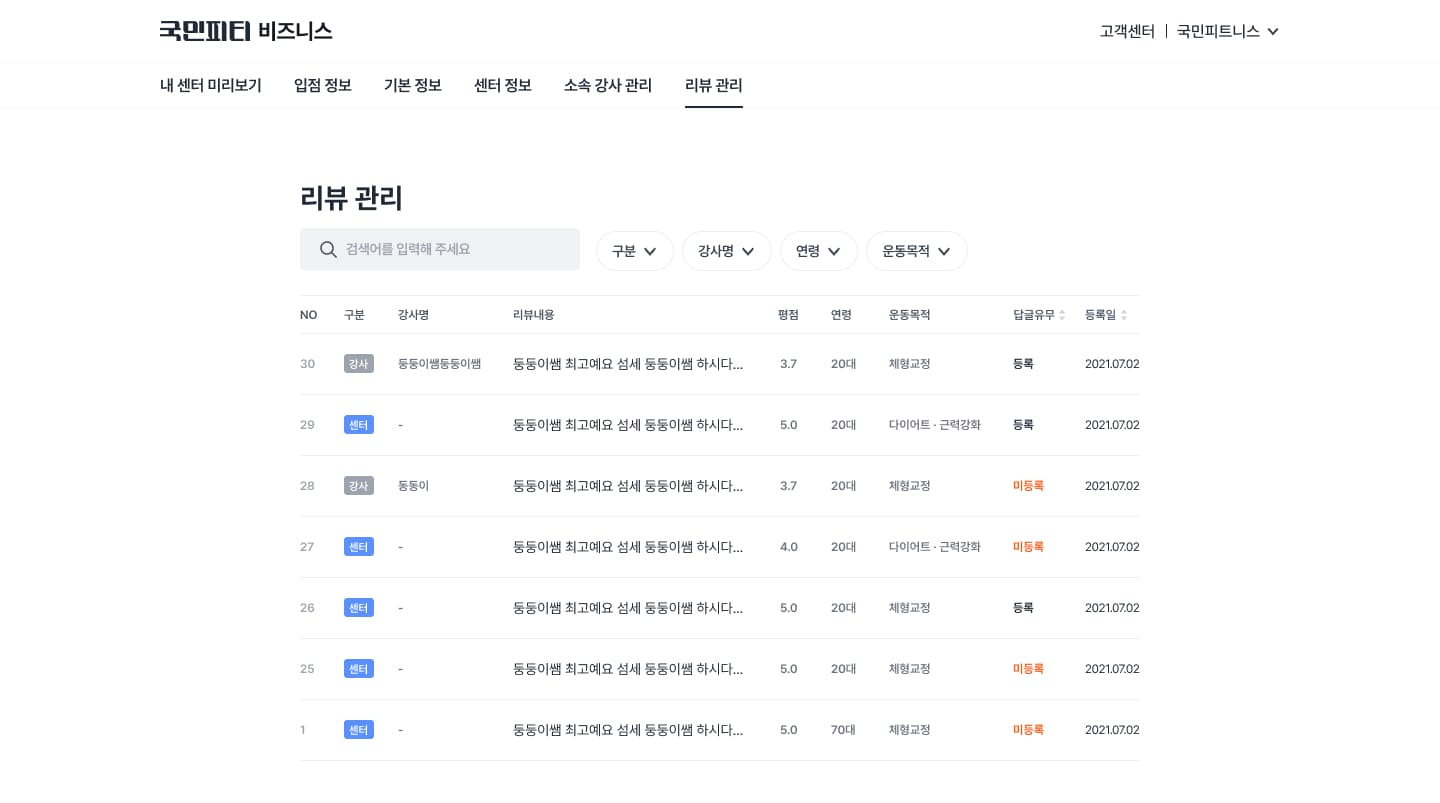 국민피티 비즈니스
고객센터 | 국민피트니스
내 센터 미리보기 입점 정보 기본 정보 센터 정보 소속 강사 관리 리뷰 관리
리뷰 관리
검색어를 입력해 주세요 구분 강사명 연령 운동목적
NO 구분 강사명 리뷰내용 평점 연령 운동목적 답글유무 등록일
30 강사 둥둥이쌤둥둥이쌤 둥둥이쌤 최고예요 섬세 둥둥이쌤 하시다... 3.7 20대 체형교정 등록 2021.07.02
29 센터 - 둥둥이쌤 최고예요 섬세 둥둥이쌤 하시다... 5.0 20대 다이어트 · 근력강화 등록 2021.07.02
28 강사 동동이 둥둥이쌤 최고예요 섬세 둥둥이쌤 하시다... 3.7 20대 체형교정 미등록 2021.07.02
27 센터 - 둥둥이쌤 최고예요 섬세 둥둥이쌤 하시다... 4.0 20대 다이어트 · 근력강화 미등록 2021.07.02
26 센터 - 둥둥이쌤 최고예요 섬세 둥둥이쌤 하시다... 5.0 20대 체형교정 등록 2021.07.02
25 센터 - 둥둥이쌤 최고예요 섬세 둥둥이쌤 하시다... 5.0 20대 체형교정 미등록 2021.07.02
1 센터 - 둥둥이쌤 최고예요 섬세 둥둥이쌤 하시다... 5.0 70대 체형교정 미등록 2021.07.02